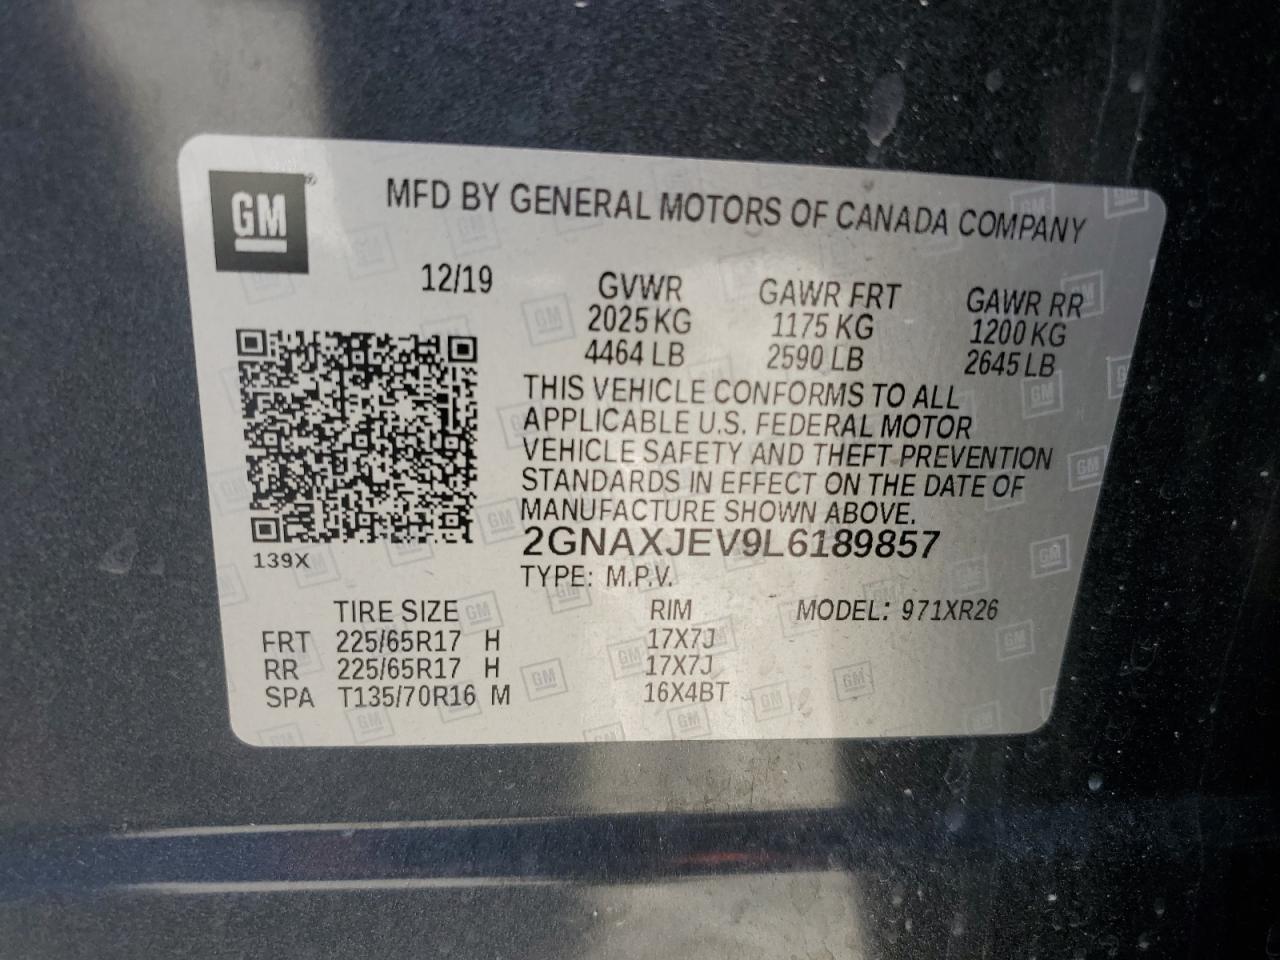 GM ®
MFD BY GENERAL MOTORS OF CANADA COMPANY
12/19 GVWR GAWR FRT GAWR RR
2025 KG 1175 KG 1200 KG
4464 LB 2590 LB 2645 LB
THIS VEHICLE CONFORMS TO ALL
APPLICABLE U.S. FEDERAL MOTOR
VEHICLE SAFETY AND THEFT PREVENTION
STANDARDS IN EFFECT ON THE DATE OF
MANUFACTURE SHOWN ABOVE.
2GNAXJEV9L6189857
139X
TYPE: M.P.V.
TIRE SIZE RIM MODEL: 971XR26
FRT 225/65R17 H 17X7J
RR 225/65R17 H 17X7J
SPA T135/70R16 M 16X4BT